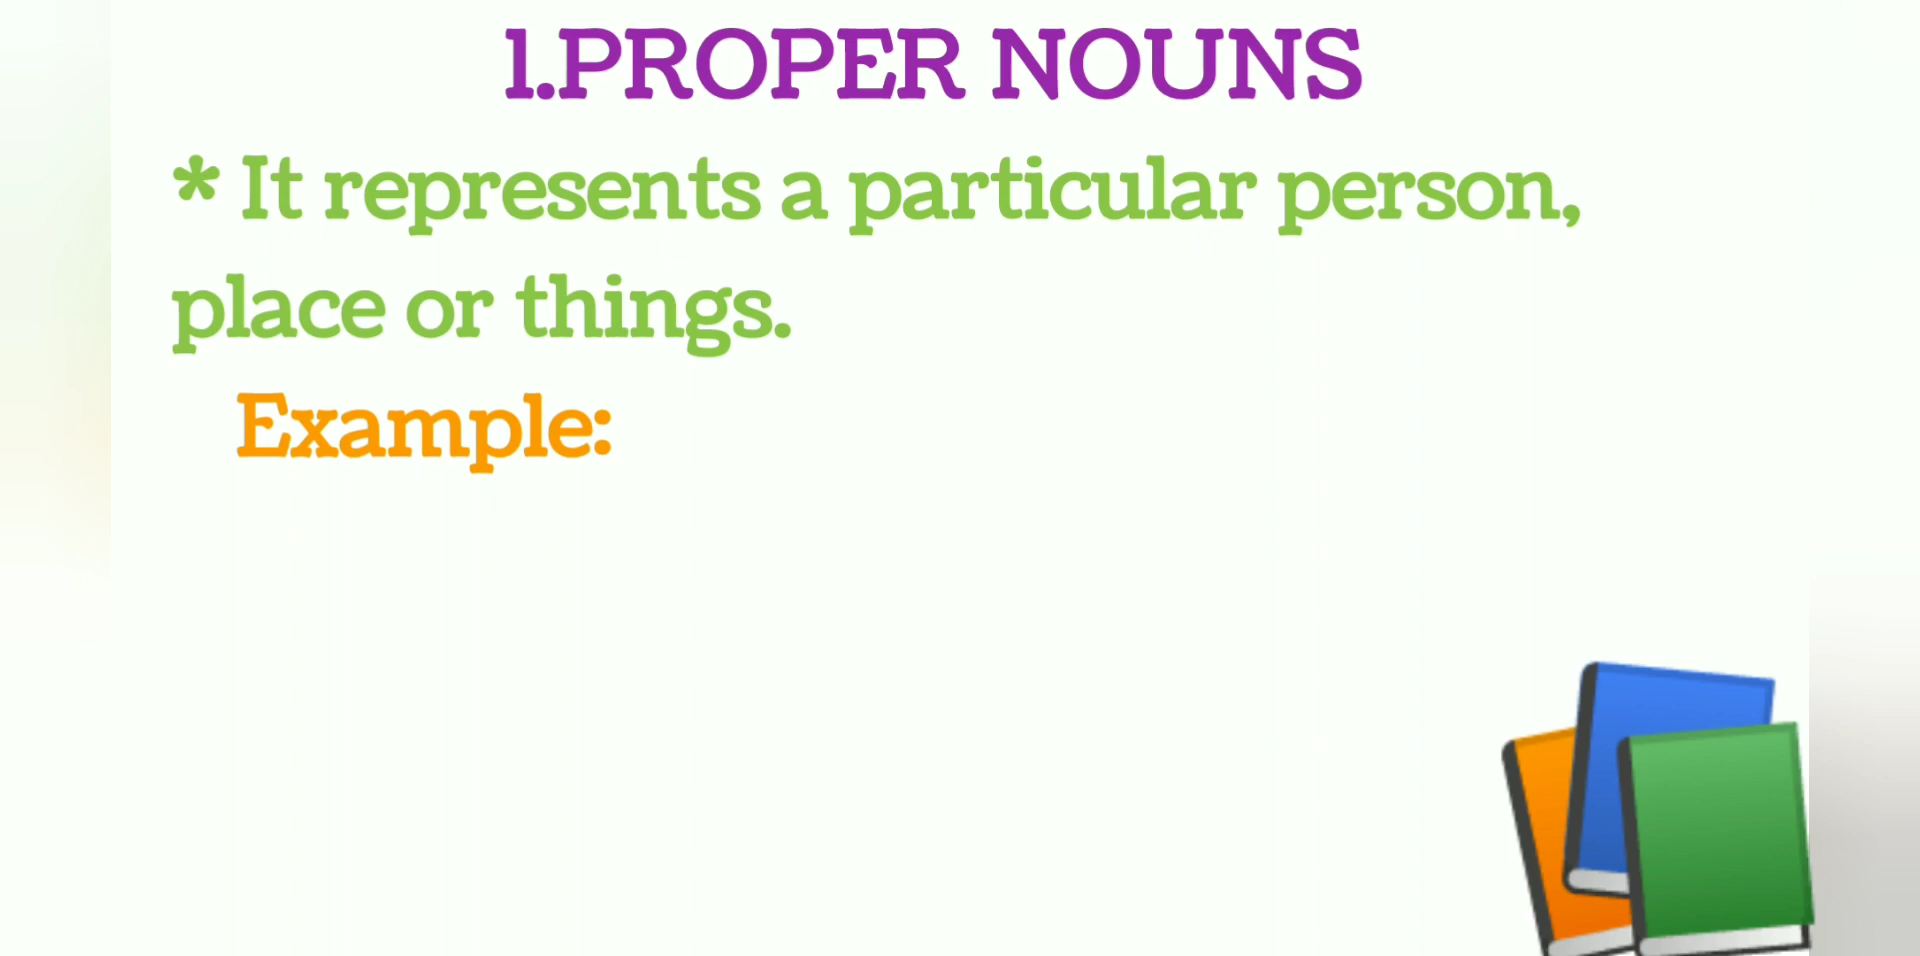 1.PROPER NOUNS
* It represents a particular person,
place or things.
Example: